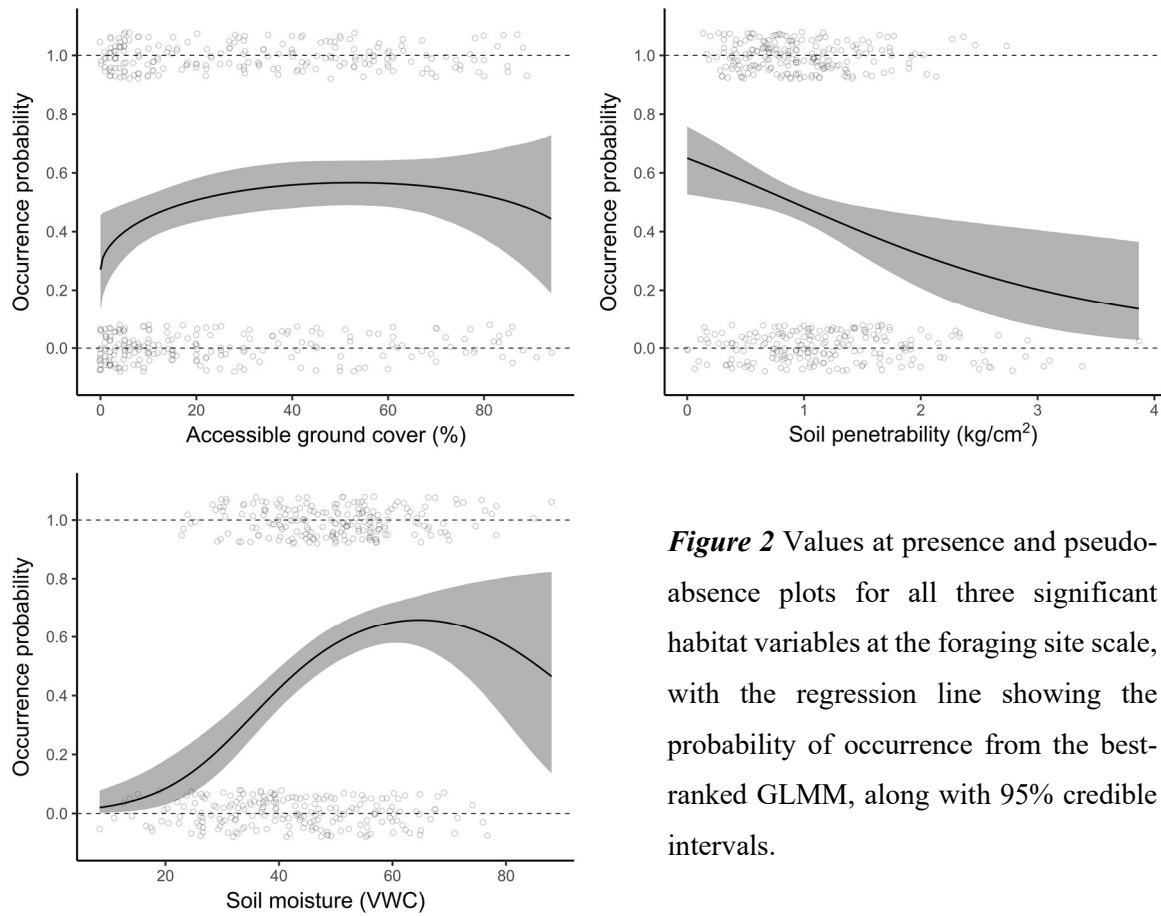 Occurrence probability
1.0
0.8
0.6
0.4
0.2
0.0
0 20 40 60 80
Accessible ground cover (%)
Occurrence probability
1.0
0.8
0.6
0.4
0.2
0.0
0 1 2 3 4
Soil penetrability (kg/cm²)
Occurrence probability
1.0
0.8
0.6
0.4
0.2
0.0
20 40 60 80
Soil moisture (VWC)
Figure 2 Values at presence and pseudo-
absence plots for all three significant
habitat variables at the foraging site scale,
with the regression line showing the
probability of occurrence from the best-
ranked GLMM, along with 95% credible
intervals.